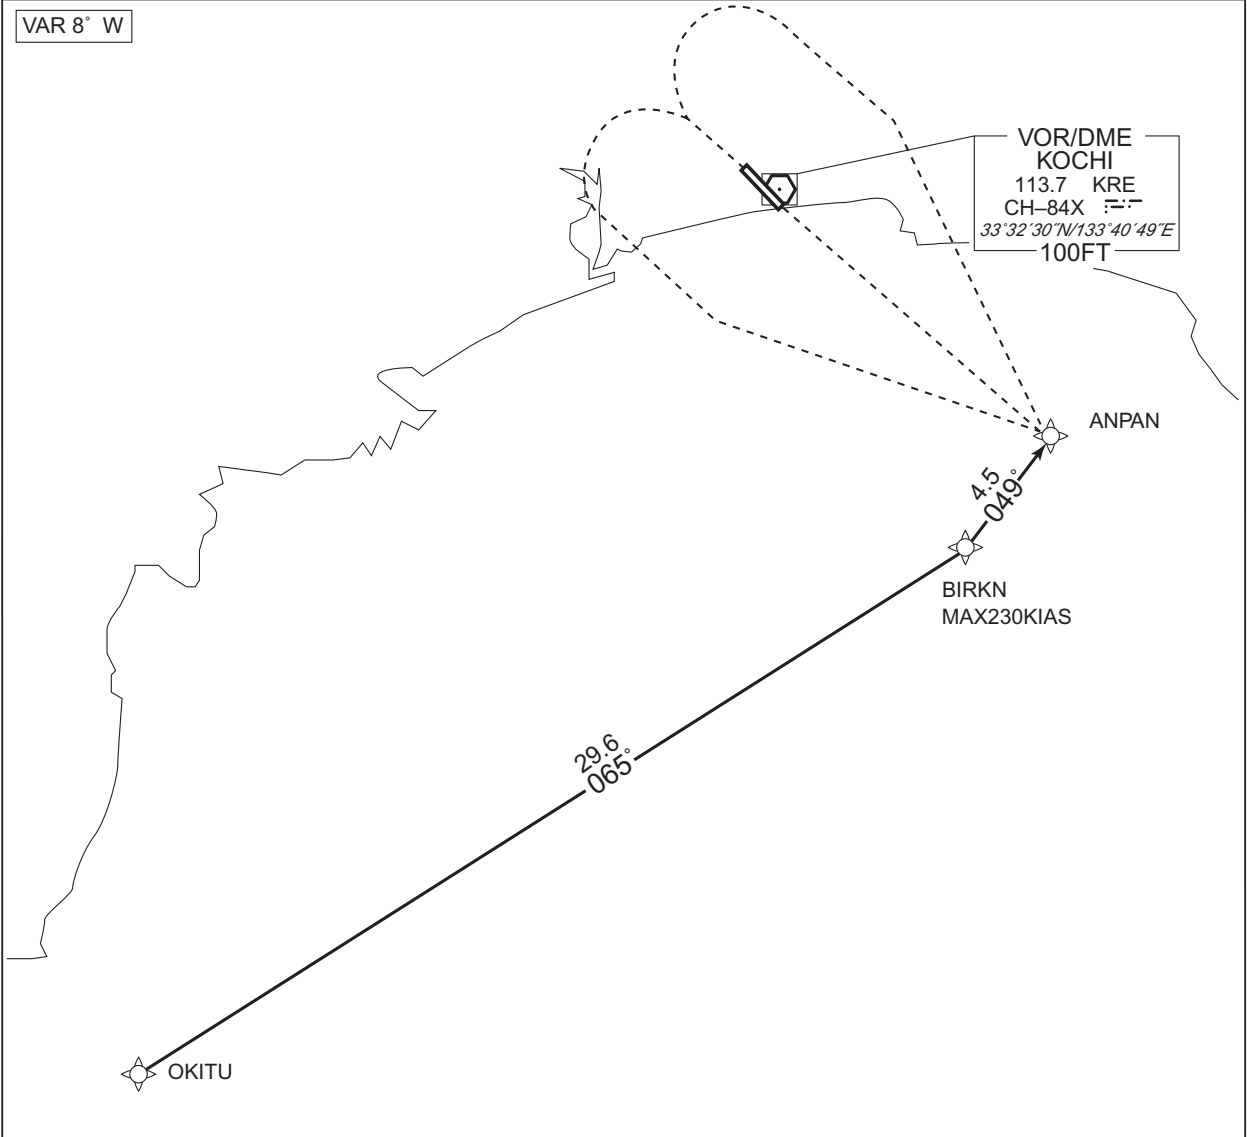 VAR 8° W
VOR/DME
KOCHI
113.7 KRE
CH–84X
33°32´30˝N/133°40´49˝E
100FT
ANPAN
4.5
049°
BIRKN
MAX230KIAS
29.6
065°
OKITU